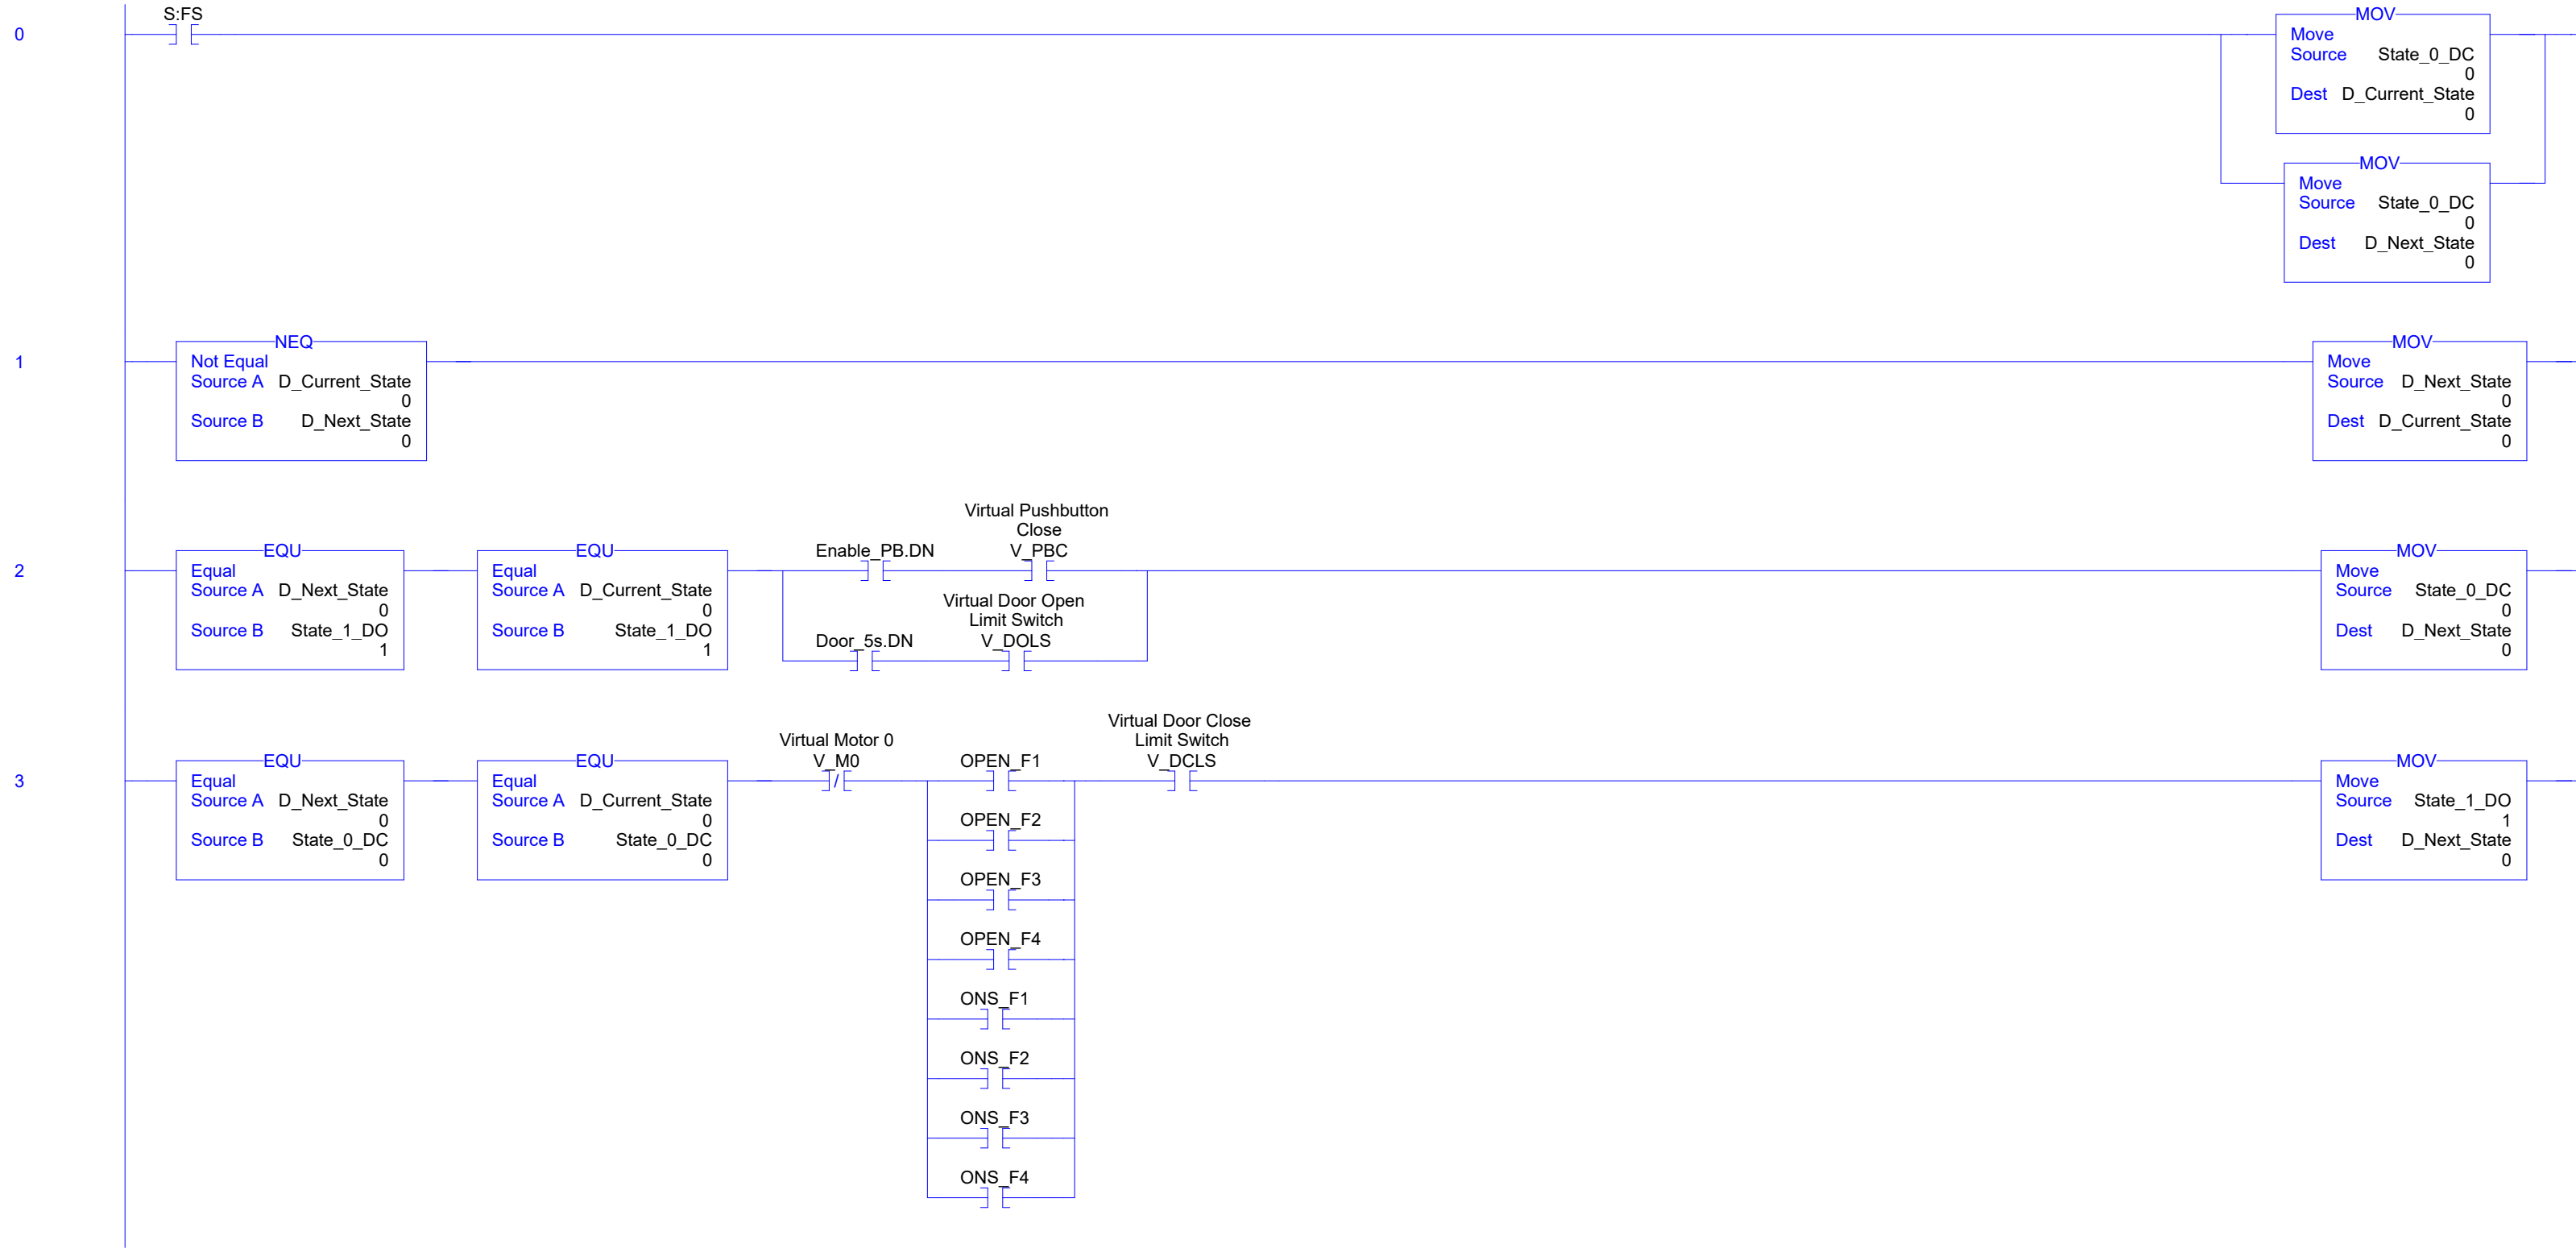 S:FS
0
MOV
Move
Source State_0_DC
0
Dest D_Current_State
0
MOV
Move
Source State_0_DC
0
Dest D_Next_State
0
1
NEQ
Not Equal
Source A D_Current_State
0
Source B D_Next_State
0
MOV
Move
Source D_Next_State
0
Dest D_Current_State
0
2
EQU
Equal
Source A D_Next_State
0
Source B State_1_DO
1
EQU
Equal
Source A D_Current_State
0
Source B State_1_DO
1
Enable_PB.DN
Virtual Pushbutton
Close
V_PBC
Door_5s.DN
Virtual Door Open
Limit Switch
V_DOLS
MOV
Move
Source State_0_DC
0
Dest D_Next_State
0
3
EQU
Equal
Source A D_Next_State
0
Source B State_0_DC
0
EQU
Equal
Source A D_Current_State
0
Source B State_0_DC
0
Virtual Motor 0
V_M0
OPEN_F1
OPEN_F2
OPEN_F3
OPEN_F4
ONS_F1
ONS_F2
ONS_F3
ONS_F4
Virtual Door Close
Limit Switch
V_DCLS
MOV
Move
Source State_1_DO
1
Dest D_Next_State
0